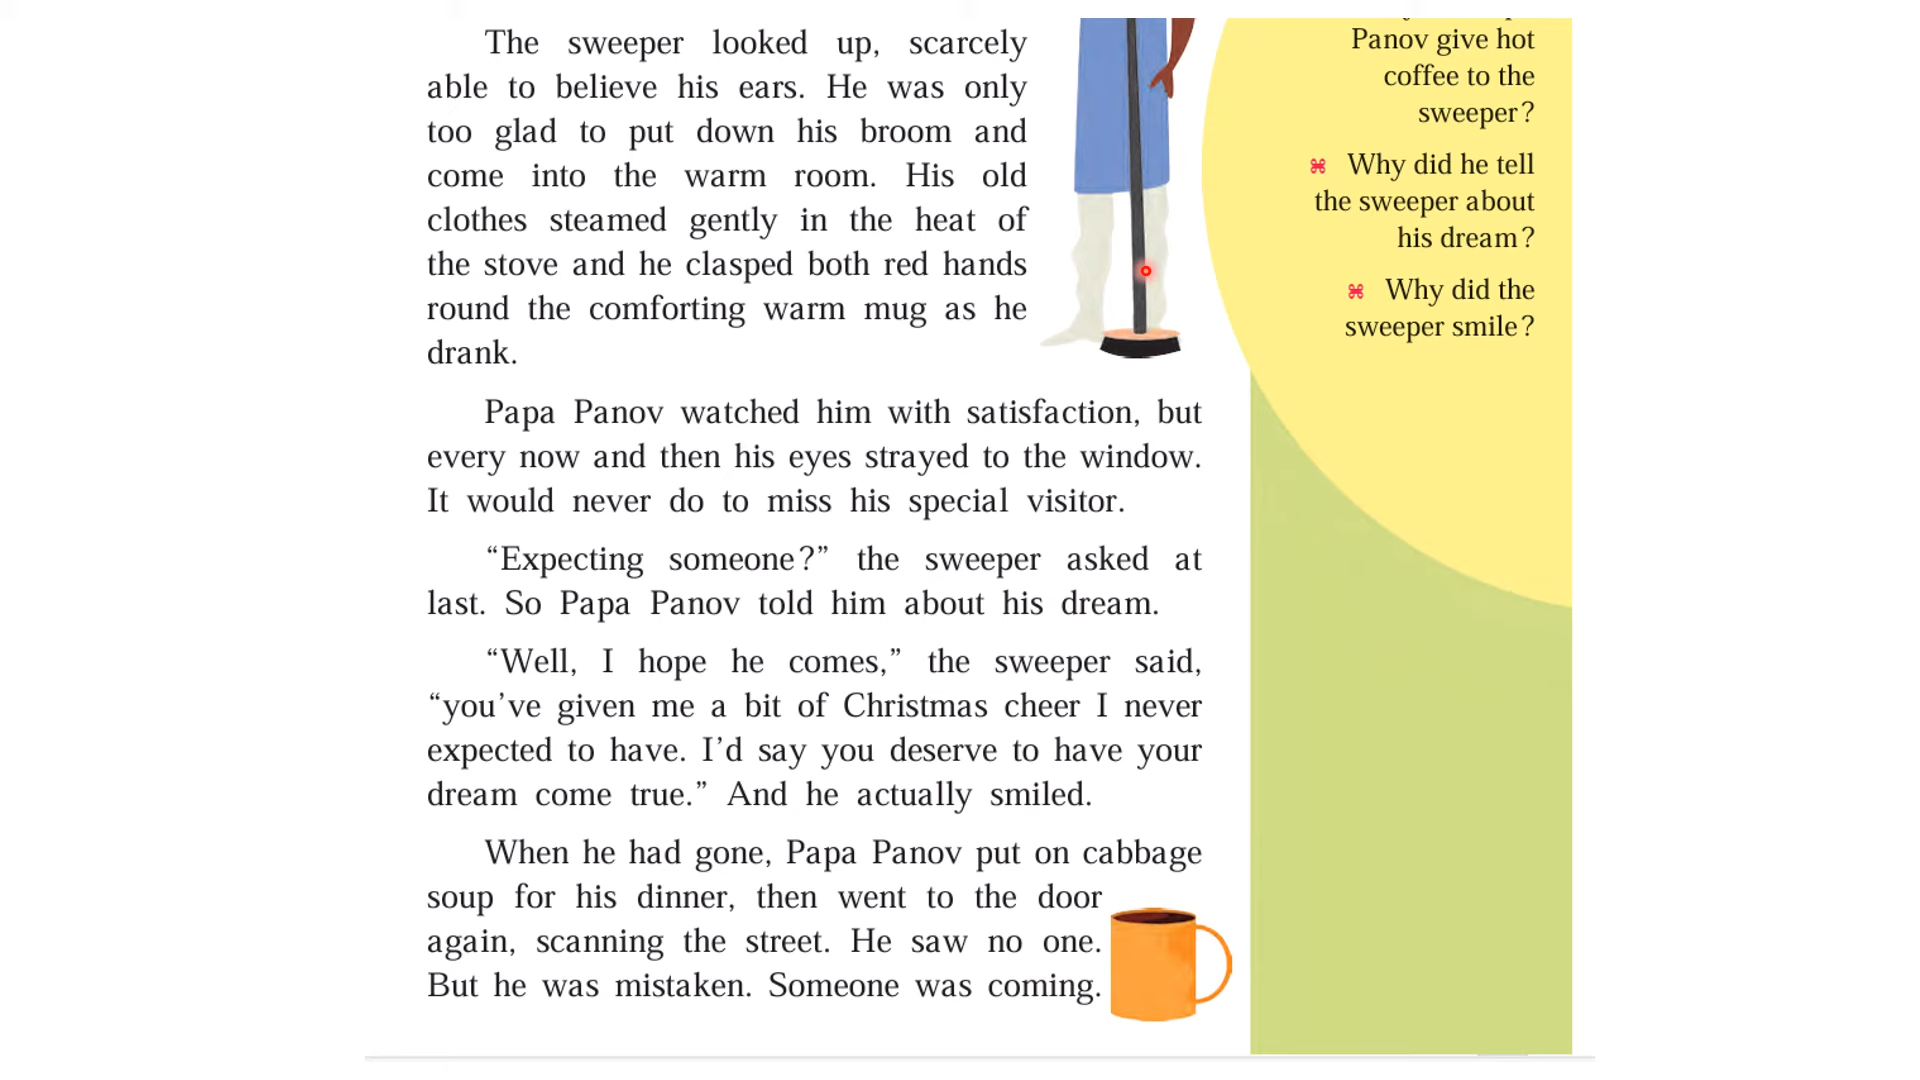 The sweeper looked up, scarcely
able to believe his ears. He was only
too glad to put down his broom and
come into the warm room. His old
clothes steamed gently in the heat of
the stove and he clasped both red hands
round the comforting warm mug as he
drank.
Papa Panov watched him with satisfaction, but
every now and then his eyes strayed to the window.
It would never do to miss his special visitor.
“Expecting someone?” the sweeper asked at
last. So Papa Panov told him about his dream.
“Well, I hope he comes,” the sweeper said,
“you’ve given me a bit of Christmas cheer I never
expected to have. I’d say you deserve to have your
dream come true.” And he actually smiled.
When he had gone, Papa Panov put on cabbage
soup for his dinner, then went to the door
again, scanning the street. He saw no one.
But he was mistaken. Someone was coming.
Panov give hot
coffee to the
sweeper?
⌘ Why did he tell
the sweeper about
his dream?
⌘ Why did the
sweeper smile?